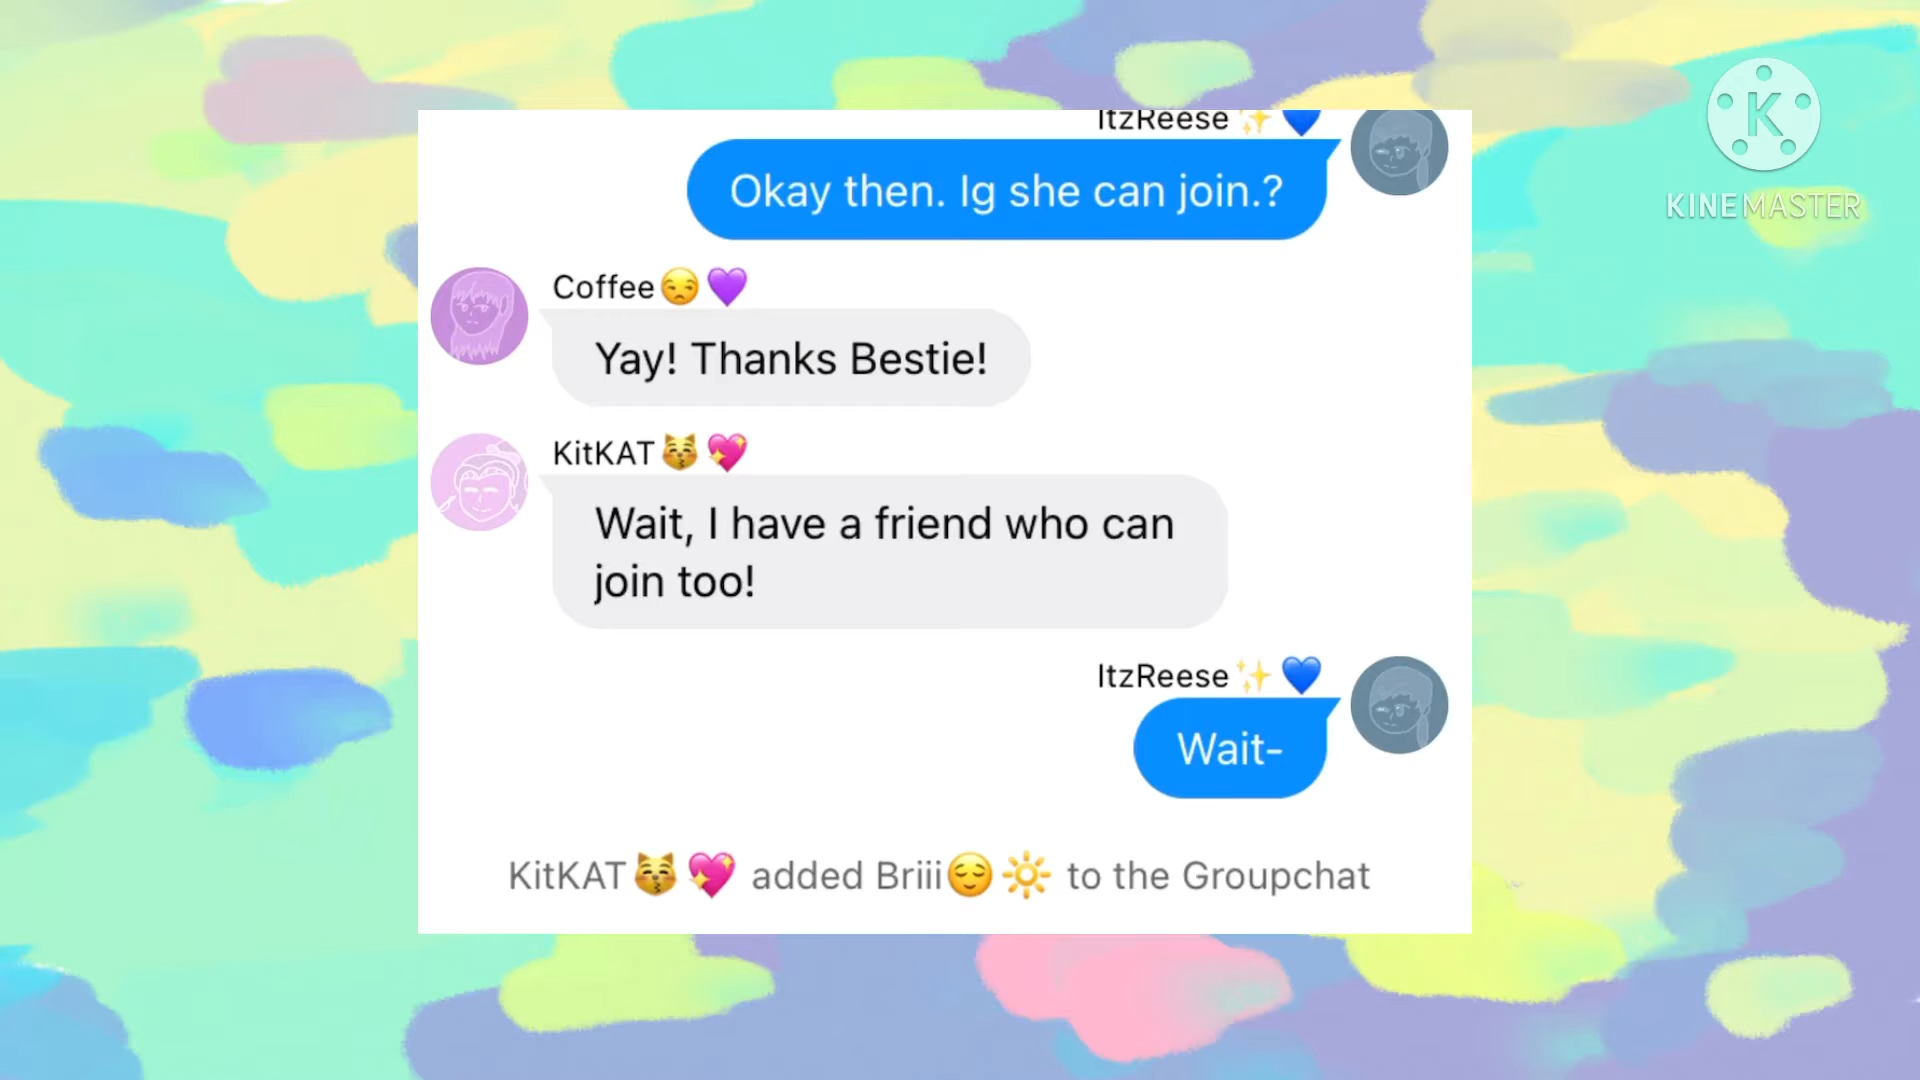 ItzReese✨💙
Okay then. Ig she can join.?
Coffee😒💜
Yay! Thanks Bestie!
KitKAT😽💖
Wait, I have a friend who can
join too!
ItzReese✨💙
Wait-
KitKAT😽💖 added Briii😌🔆 to the Groupchat
K
KINEMASTER